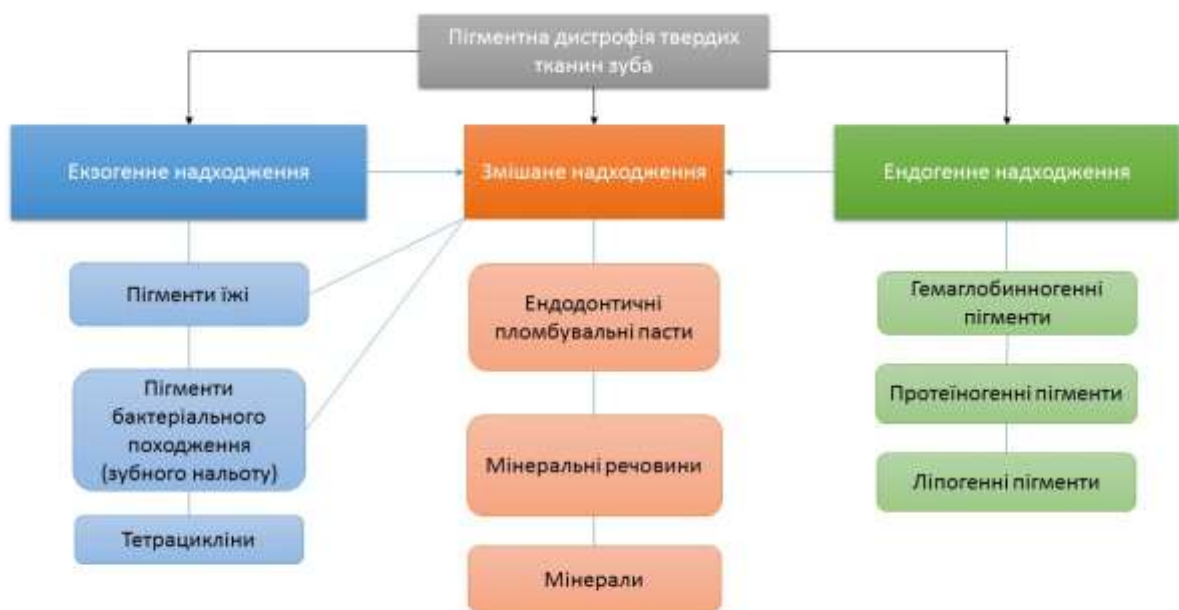 Пігментна дистрофія твердих
тканин зуба
Екзогенне надходження
Змішане надходження
Ендогенне надходження
Пігменти їжі
Пігменти
бактеріального
походження
(зубного нальоту)
Тетрацикліни
Ендодонтичні
пломбувальні пасти
Мінеральні речовини
Мінерали
Гемаглобинногенні
пігменти
Протеїногенні пігменти
Ліпогенні пігменти